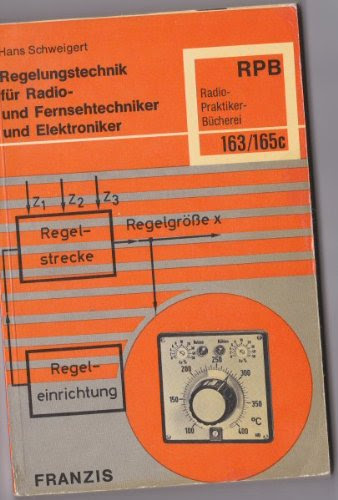 Hans Schweigert
Regelungstechnik
für Radio-
und Fernsehtechniker
und Elektroniker
RPB
Radio-
Praktiker-
Bücherei
163/165c
Z1 Z2 Z3
Regelgröße x
Regel-
strecke
Regel-
einrichtung
250
200
300
150
350
100
400
°C
FRANZIS